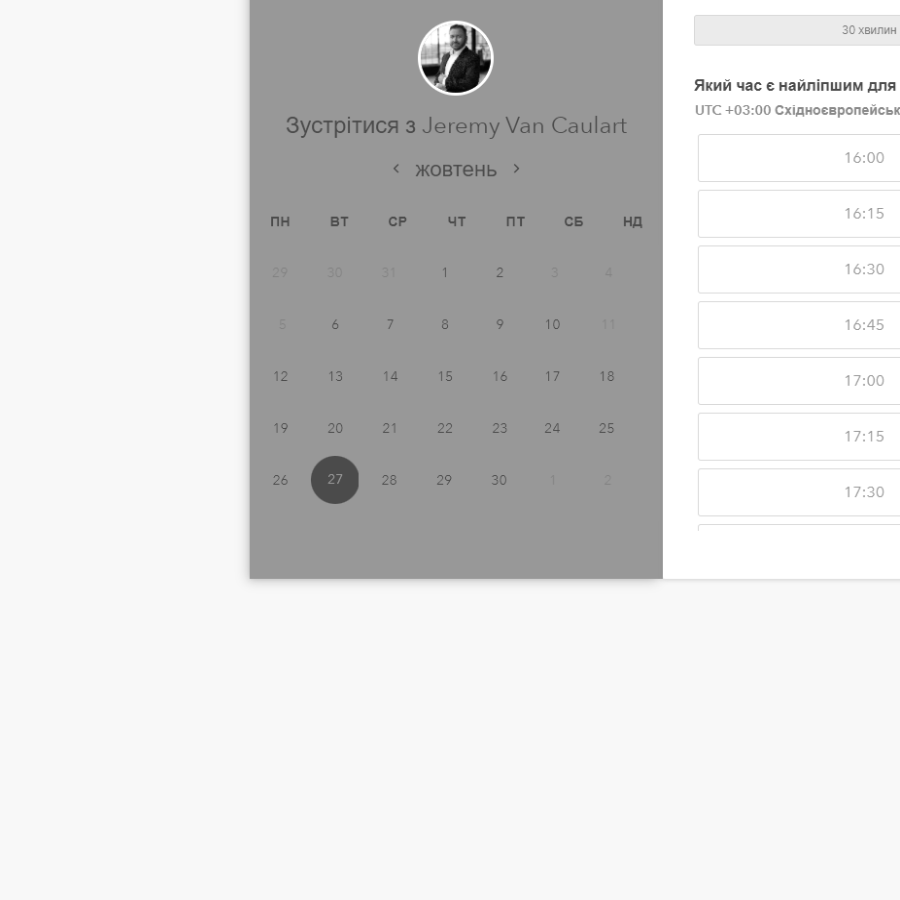 Зустрітися з Jeremy Van Caulart
жовтень
ПН ВТ СР ЧТ ПТ СБ НД
29 30 31 1 2 3 4
5 6 7 8 9 10 11
12 13 14 15 16 17 18
19 20 21 22 23 24 25
26 27 28 29 30 1 2
30 хвилин
Який час є найліпшим для
UTC +03:00 Східноєвропейськ
16:00
16:15
16:30
16:45
17:00
17:15
17:30